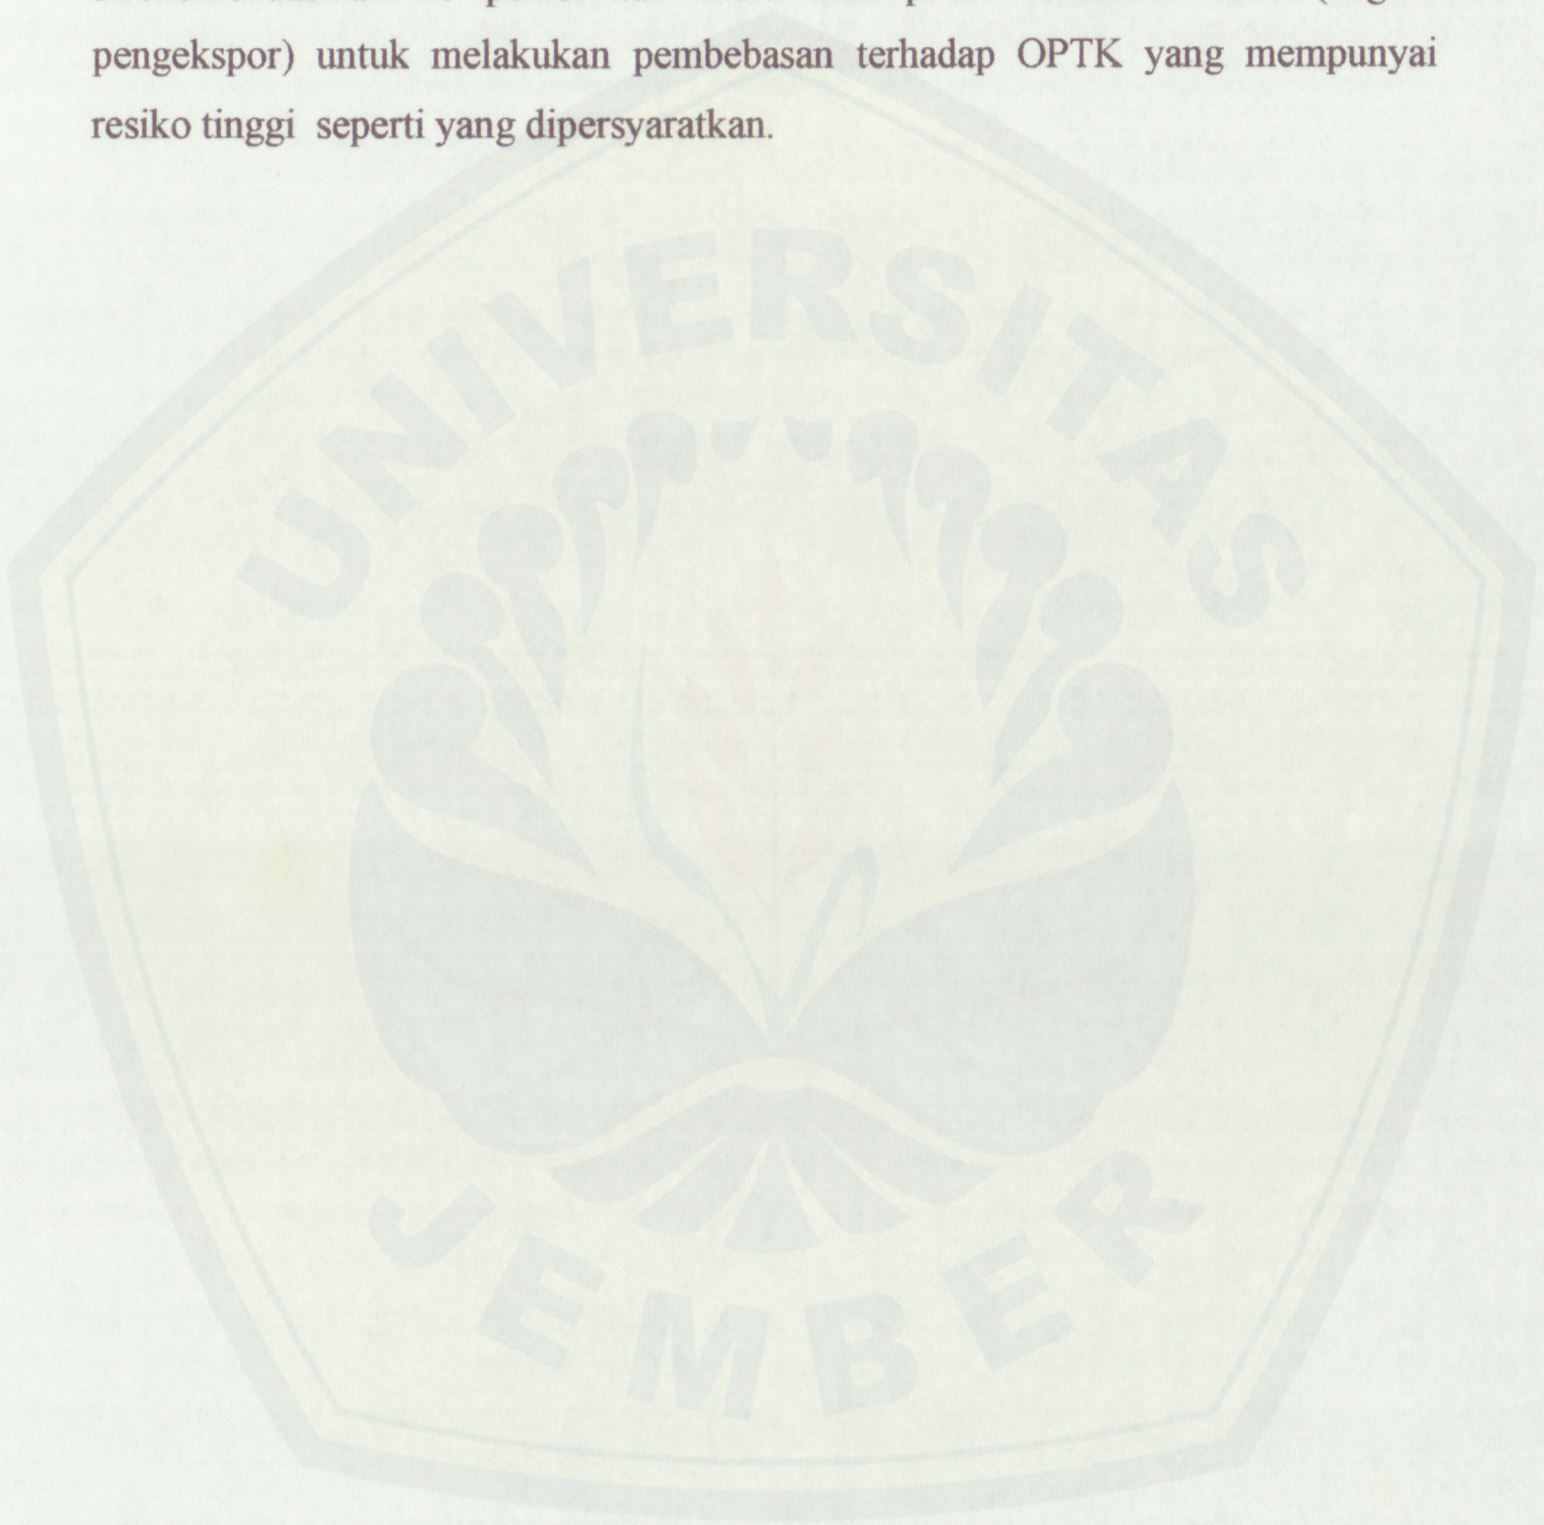 pengekspor) untuk melakukan pembebasan terhadap OPTK yang mempunyai
resiko tinggi seperti yang dipersyaratkan.
UNIVERSITAS
JEMBER